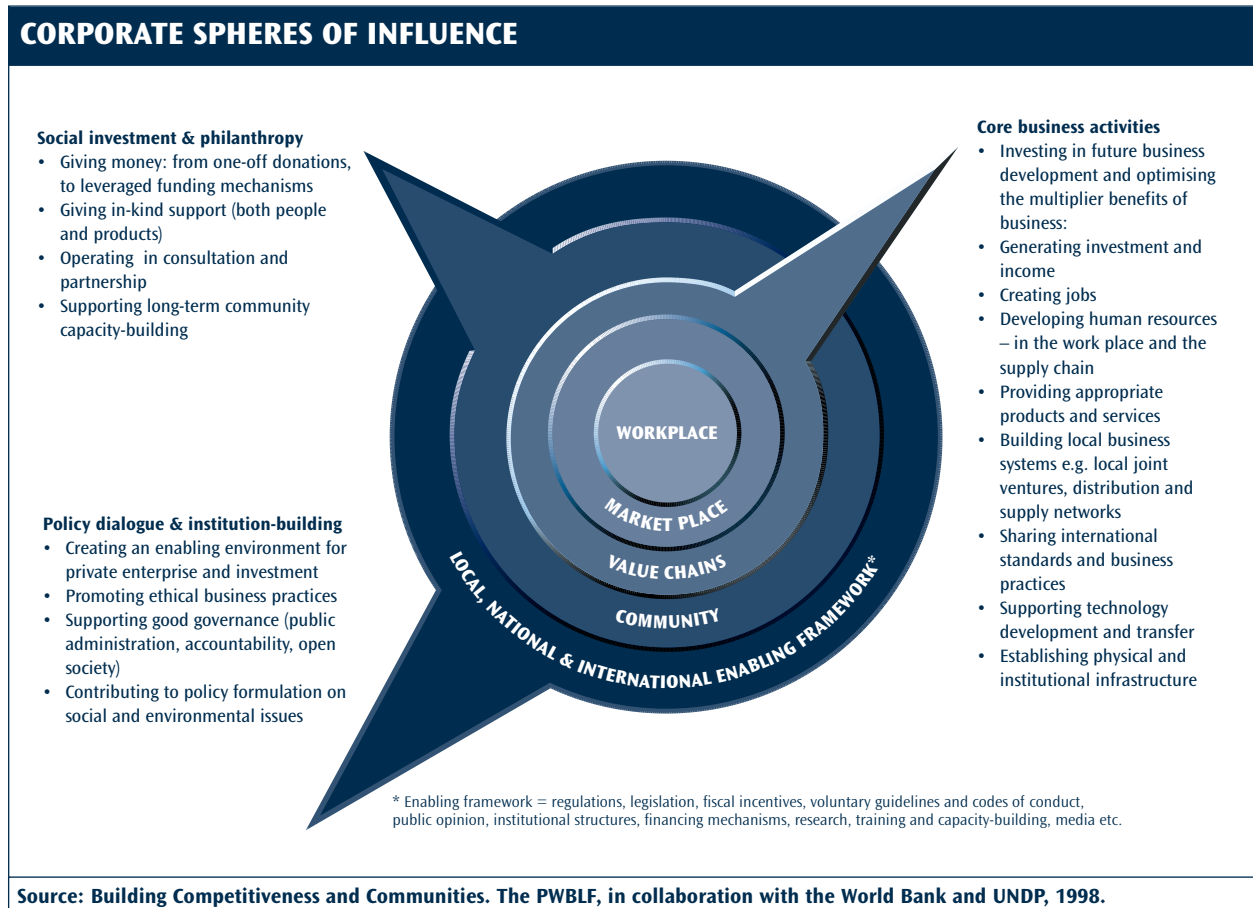 CORPORATE SPHERES OF INFLUENCE
Social investment & philanthropy
• Giving money: from one-off donations,
to leveraged funding mechanisms
• Giving in-kind support (both people
and products)
• Operating in consultation and
partnership
• Supporting long-term community
capacity-building
Policy dialogue & institution-building
• Creating an enabling environment for
private enterprise and investment
• Promoting ethical business practices
• Supporting good governance (public
administration, accountability, open
society)
• Contributing to policy formulation on
social and environmental issues
WORKPLACE
MARKET PLACE
VALUE CHAINS
COMMUNITY
LOCAL, NATIONAL & INTERNATIONAL ENABLING FRAMEWORK*
Core business activities
• Investing in future business
development and optimising
the multiplier benefits of
business:
• Generating investment and
income
• Creating jobs
• Developing human resources
– in the work place and the
supply chain
• Providing appropriate
products and services
• Building local business
systems e.g. local joint
ventures, distribution and
supply networks
• Sharing international
standards and business
practices
• Supporting technology
development and transfer
• Establishing physical and
institutional infrastructure
* Enabling framework = regulations, legislation, fiscal incentives, voluntary guidelines and codes of conduct,
public opinion, institutional structures, financing mechanisms, research, training and capacity-building, media etc.
Source: Building Competitiveness and Communities. The PWBLF, in collaboration with the World Bank and UNDP, 1998.